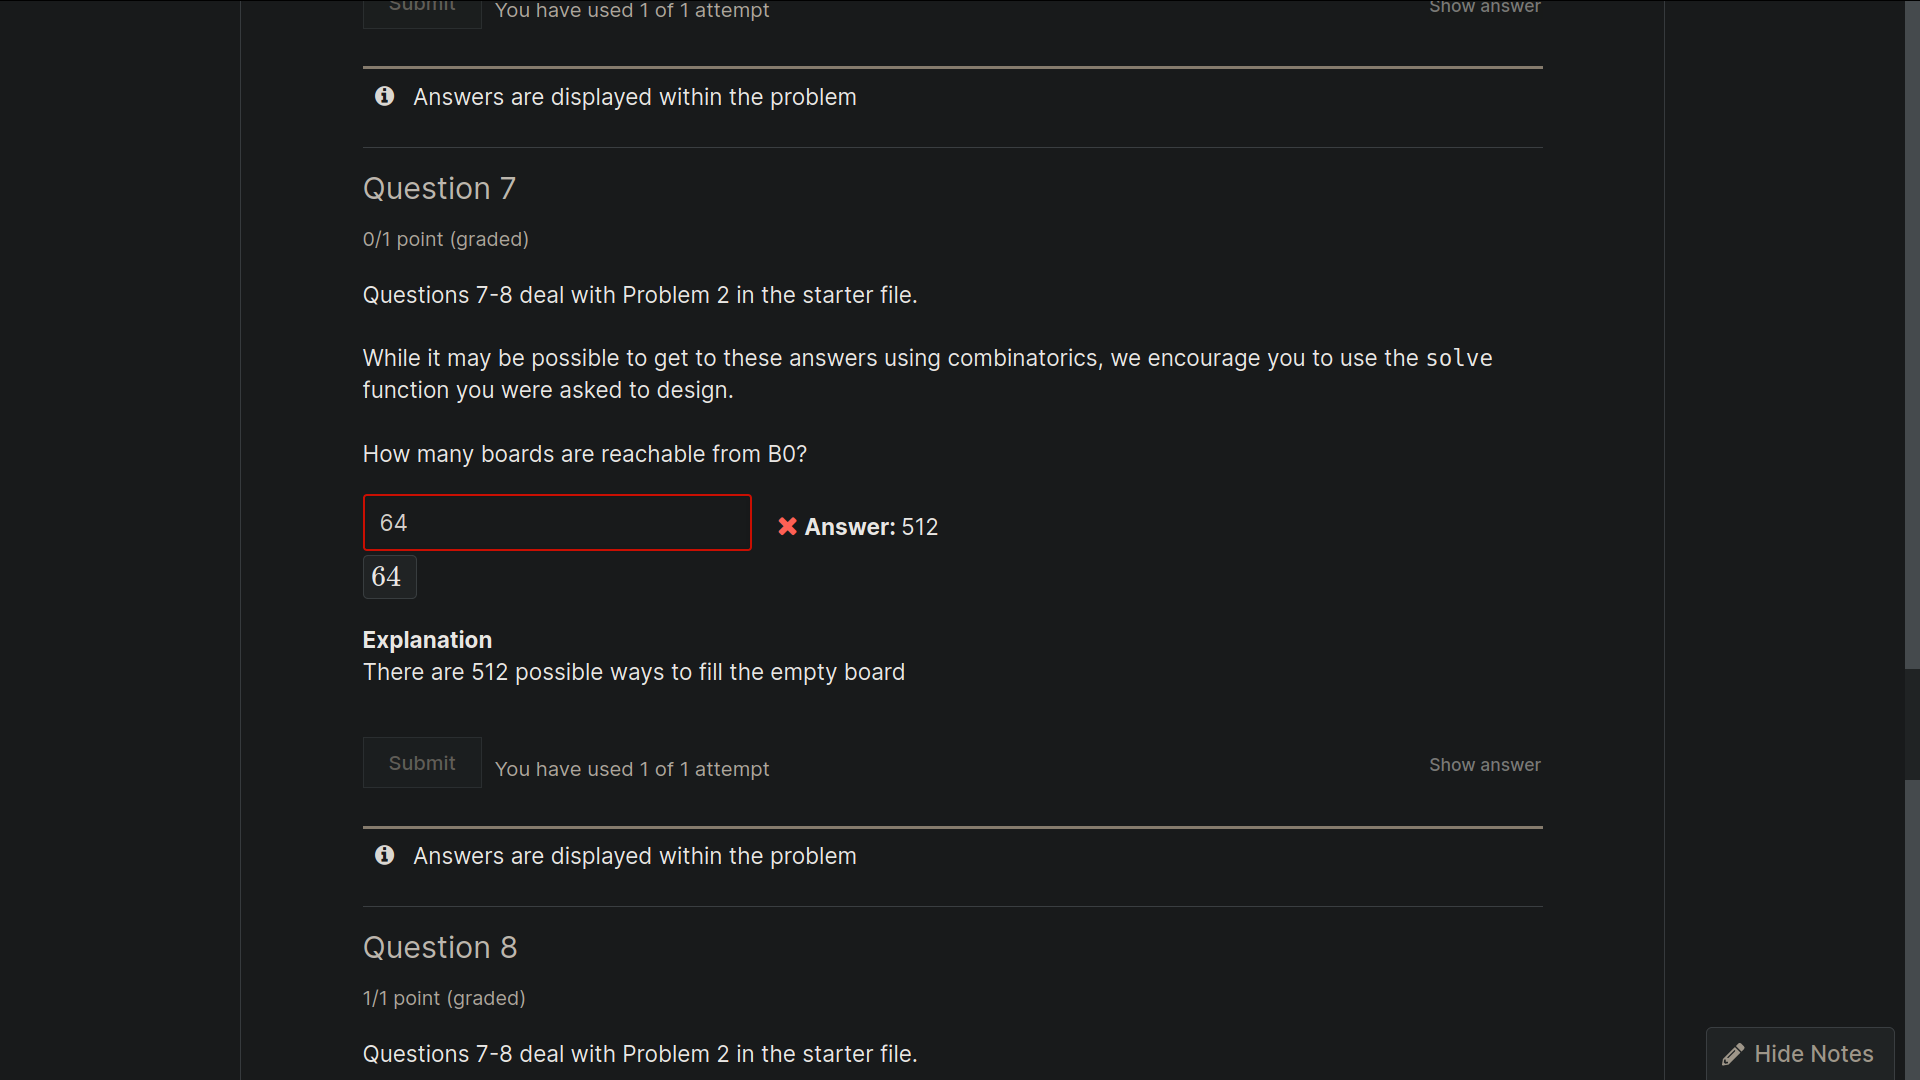 Submit You have used 1 of 1 attempt Show answer
Answers are displayed within the problem
Question 7
0/1 point (graded)
Questions 7-8 deal with Problem 2 in the starter file.
While it may be possible to get to these answers using combinatorics, we encourage you to use the solve
function you were asked to design.
How many boards are reachable from B0?
64 Answer: 512
64
Explanation
There are 512 possible ways to fill the empty board
Submit You have used 1 of 1 attempt Show answer
Answers are displayed within the problem
Question 8
1/1 point (graded)
Questions 7-8 deal with Problem 2 in the starter file.
Hide Notes